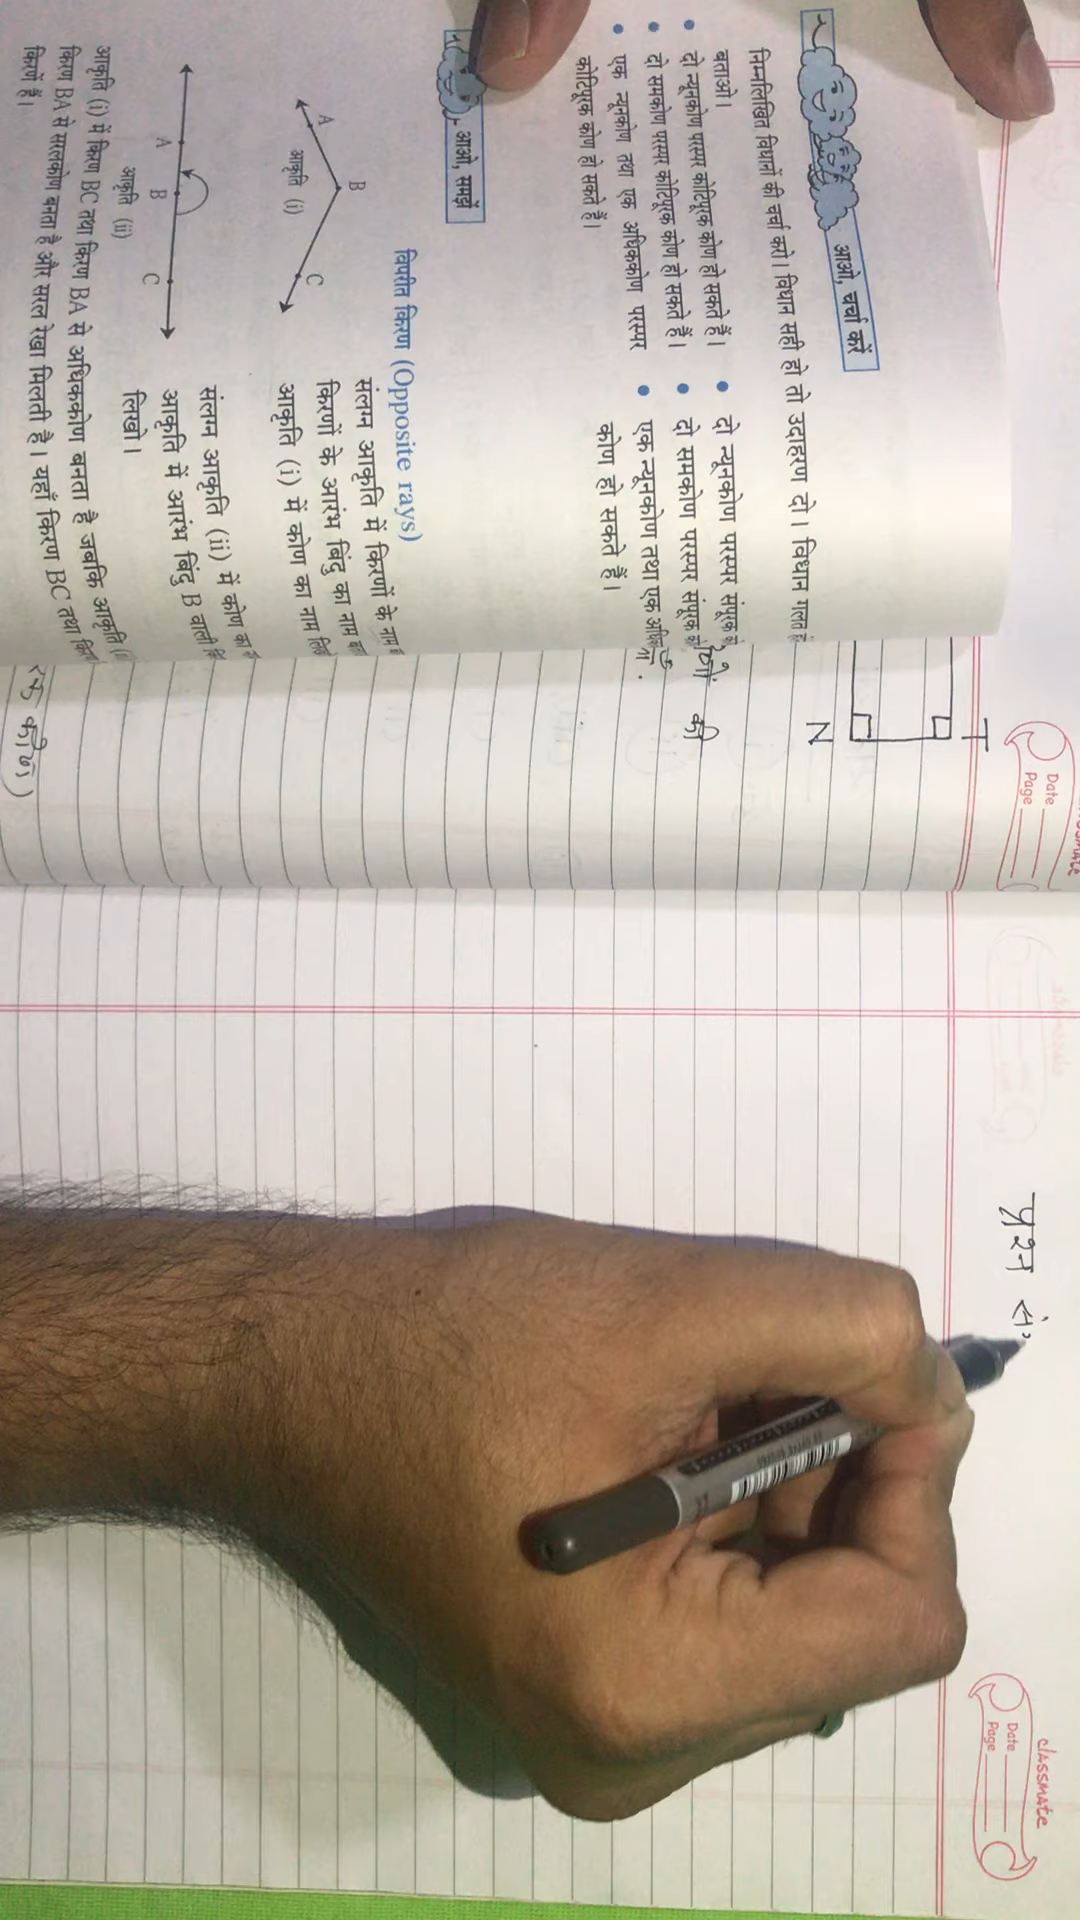 आओ, चर्चा करें
निम्नलिखित विधानों की चर्चा करो। विधान सही हो तो उदाहरण दो। विधान गलत
बताओ।
• दो न्यूनकोण परस्पर कोटिपूरक कोण हो सकते हैं।
• दो समकोण परस्पर कोटिपूरक कोण हो सकते हैं।
• एक न्यूनकोण तथा एक अधिककोण परस्पर
कोटिपूरक कोण हो सकते हैं।
• दो न्यूनकोण परस्पर संपूरक
• दो समकोण परस्पर संपूरक
• एक न्यूनकोण तथा एक
कोण हो सकते हैं।
आओ, समझें
विपरीत किरण (Opposite rays)
A
B
C
आकृति (i)
संलग्न आकृति में किरणों के नाम
किरणों के आरंभ बिंदु का नाम
आकृति (i) में कोण का नाम
A
B
C
आकृति (ii)
संलग्न आकृति (ii) में कोण का
आकृति में आरंभ बिंदु B वाली
लिखो।
आकृति (i) में किरण BC तथा किरण BA से अधिककोण बनता है जबकि आकृति
किरण BA से सरलकोण बनता है और सरल रेखा मिलती है। यहाँ किरण BC तथा
किरणें हैं।
T
N
की
classmate
Date
Page
प्रश्न सं.
classmate
Date
Page